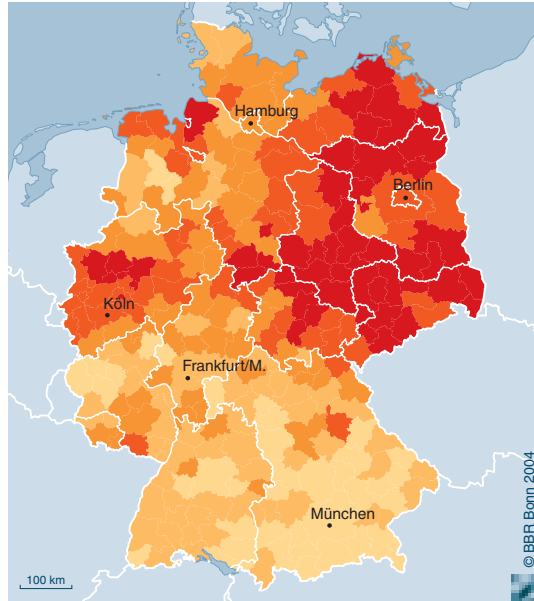 Hamburg
Berlin
Köln
Frankfurt/M.
München
100 km
© BBR Bonn 2004